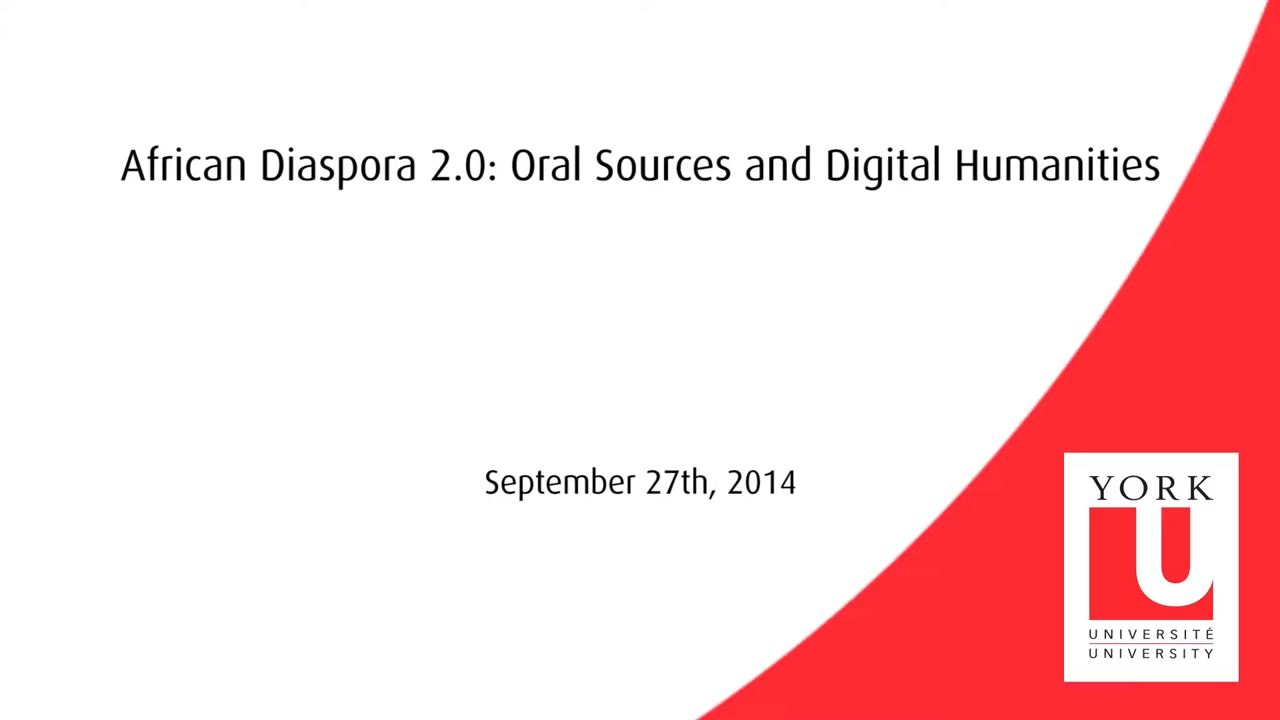 African Diaspora 2.0: Oral Sources and Digital Humanities
September 27th, 2014
YORK
U
UNIVERSITÉ
UNIVERSITY